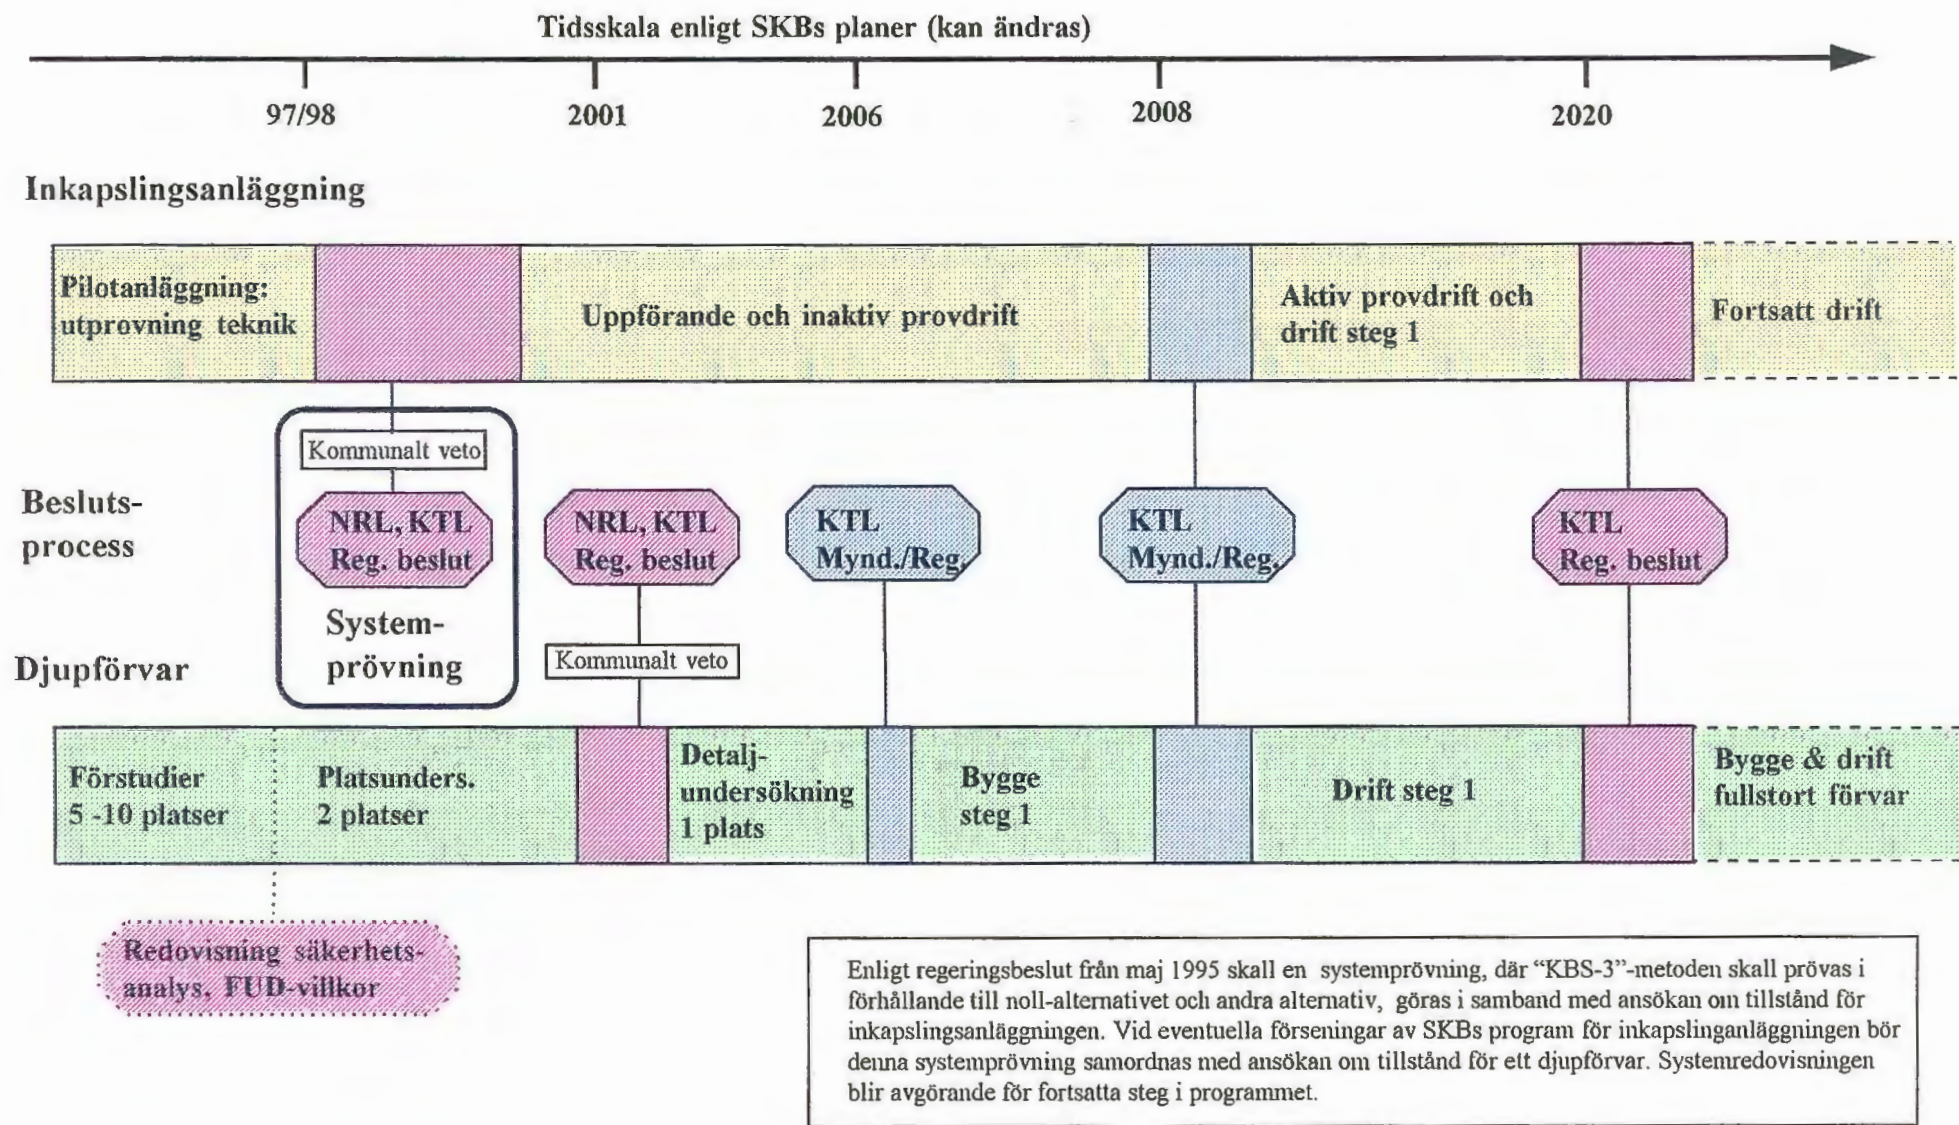 Tidsskala enligt SKBs planer (kan ändras)
97/98
2001
2006
2008
2020
Inkapslingsanläggning
Pilotanläggning:
utprovning teknik
Uppförande och inaktiv provdrift
Aktiv provdrift och
drift steg 1
Fortsatt drift
Kommunalt veto
Besluts-
process
NRL, KTL
Reg. beslut
NRL, KTL
Reg. beslut
KTL
Mynd./Reg.
KTL
Mynd./Reg.
KTL
Reg. beslut
System-
prövning
Kommunalt veto
Djupförvar
Förstudier
5 -10 platser
Platsunders.
2 platser
Detalj-
undersökning
1 plats
Bygge
steg 1
Drift steg 1
Bygge & drift
fullstort förvar
Redovisning säkerhets-
analys, FUD-villkor
Enligt regeringsbeslut från maj 1995 skall en systemprövning, där “KBS-3”-metoden skall prövas i
förhållande till noll-alternativet och andra alternativ, göras i samband med ansökan om tillstånd för
inkapslingsanläggningen. Vid eventuella förseningar av SKBs program för inkapslinganläggningen bör
denna systemprövning samordnas med ansökan om tillstånd för ett djupförvar. Systemredovisningen
blir avgörande för fortsatta steg i programmet.